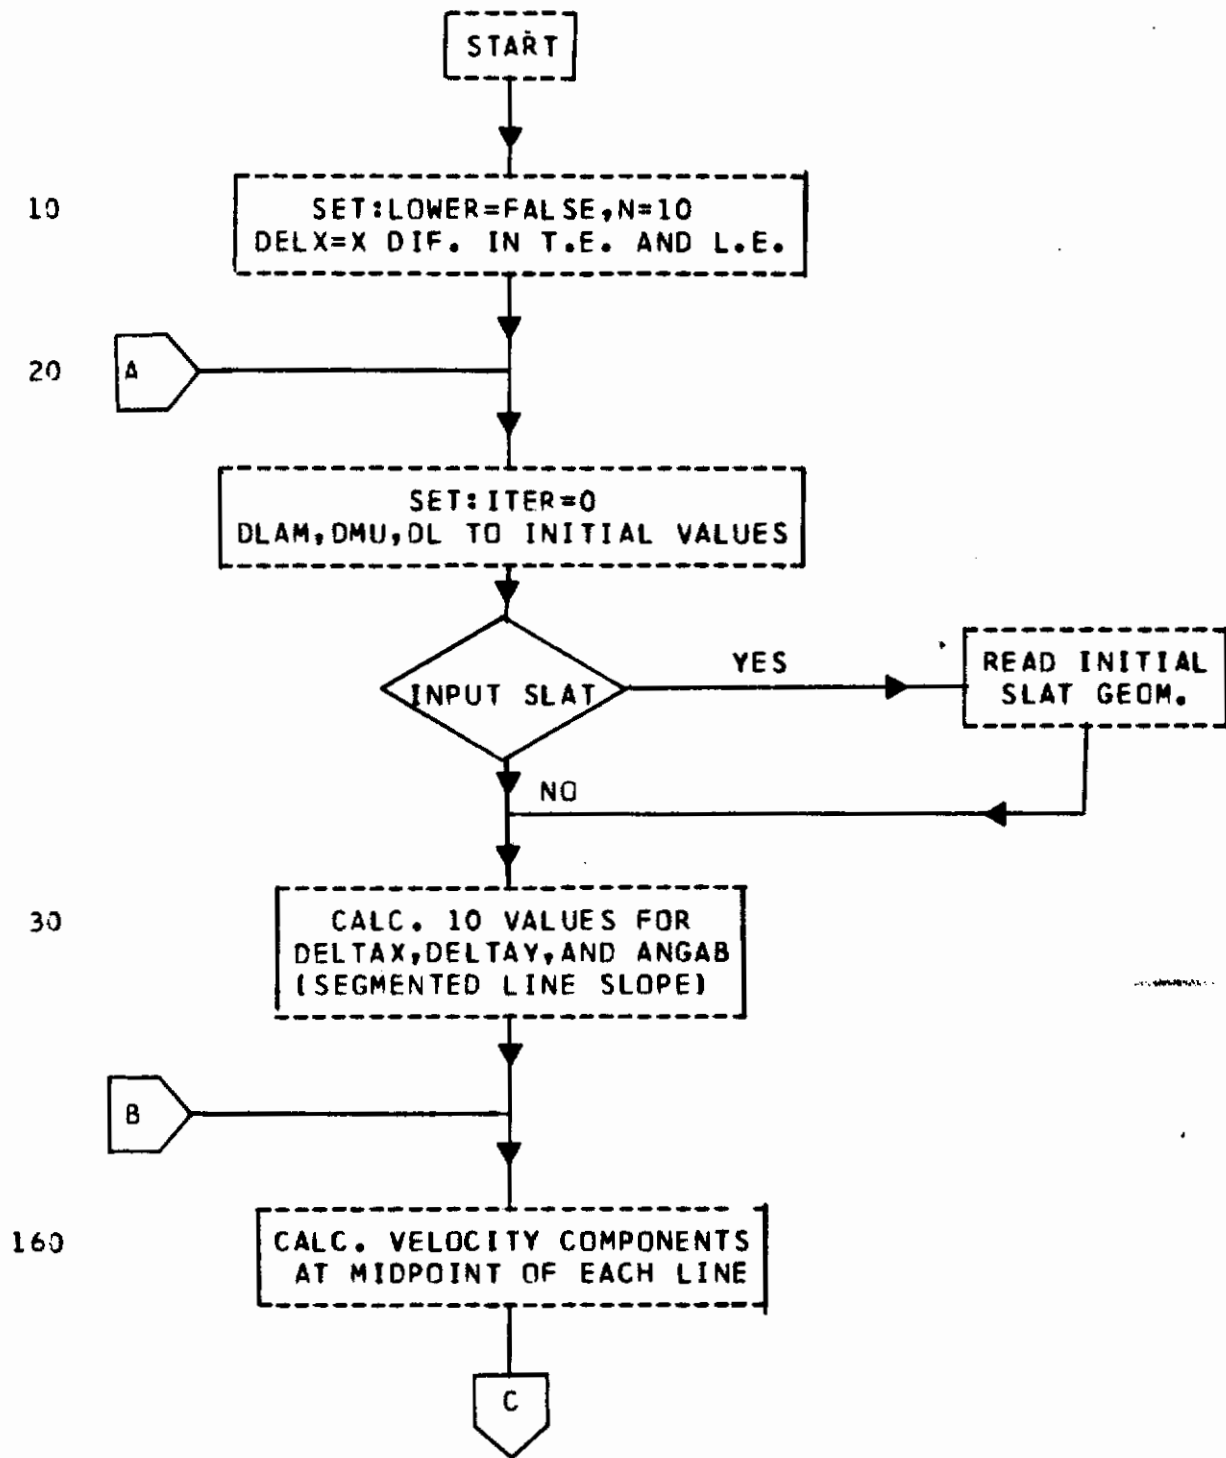 START
10
SET:LOWER=FALSE,N=10
DELX=X DIF. IN T.E. AND L.E.
20
A
SET:ITER=0
DLAM,DMU,DL TO INITIAL VALUES
INPUT SLAT
YES
READ INITIAL
SLAT GEOM.
NO
30
CALC. 10 VALUES FOR
DELTAX,DELTAY,AND ANGAB
(SEGMENTED LINE SLOPE)
B
160
CALC. VELOCITY COMPONENTS
AT MIDPOINT OF EACH LINE
C